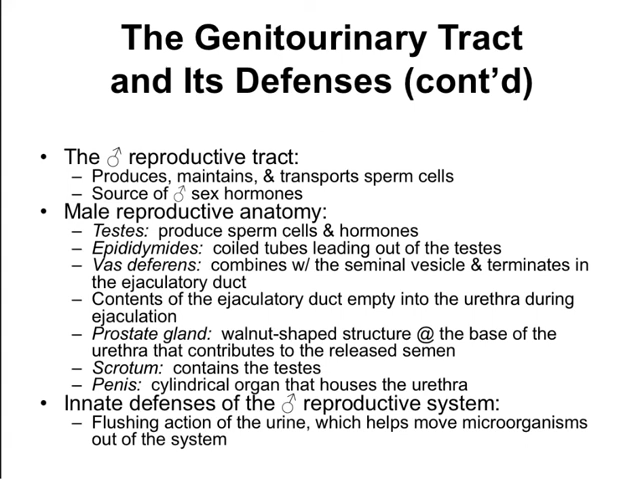 The Genitourinary Tract
and Its Defenses (cont'd)
• The ♂ reproductive tract:
– Produces, maintains, & transports sperm cells
– Source of ♂ sex hormones
• Male reproductive anatomy:
– Testes: produce sperm cells & hormones
– Epididymides: coiled tubes leading out of the testes
– Vas deferens: combines w/ the seminal vesicle & terminates in
the ejaculatory duct
– Contents of the ejaculatory duct empty into the urethra during
ejaculation
– Prostate gland: walnut-shaped structure @ the base of the
urethra that contributes to the released semen
– Scrotum: contains the testes
– Penis: cylindrical organ that houses the urethra
• Innate defenses of the ♂ reproductive system:
– Flushing action of the urine, which helps move microorganisms
out of the system